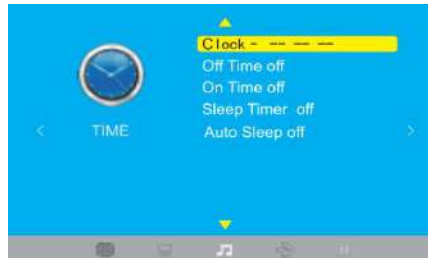 Clock - -- -- --
Off Time off
On Time off
Sleep Timer off
TIME
Auto Sleep off